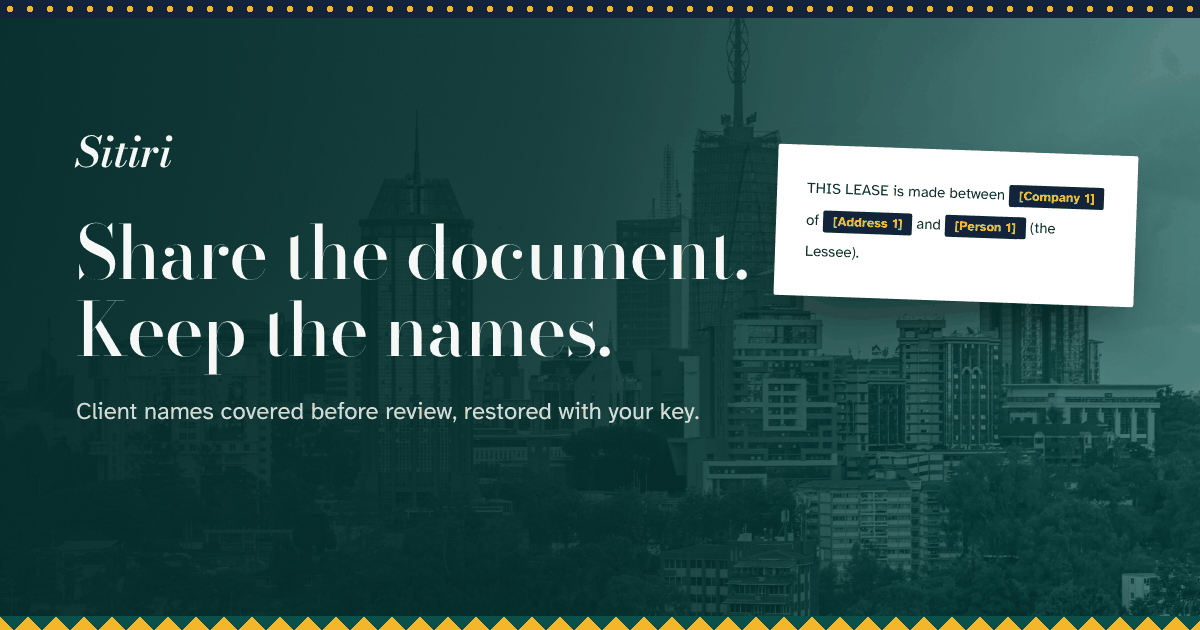 Sitiri
Share the document.
Keep the names.
Client names covered before review, restored with your key.
THIS LEASE is made between [Company 1]
of [Address 1] and [Person 1] (the
Lessee).